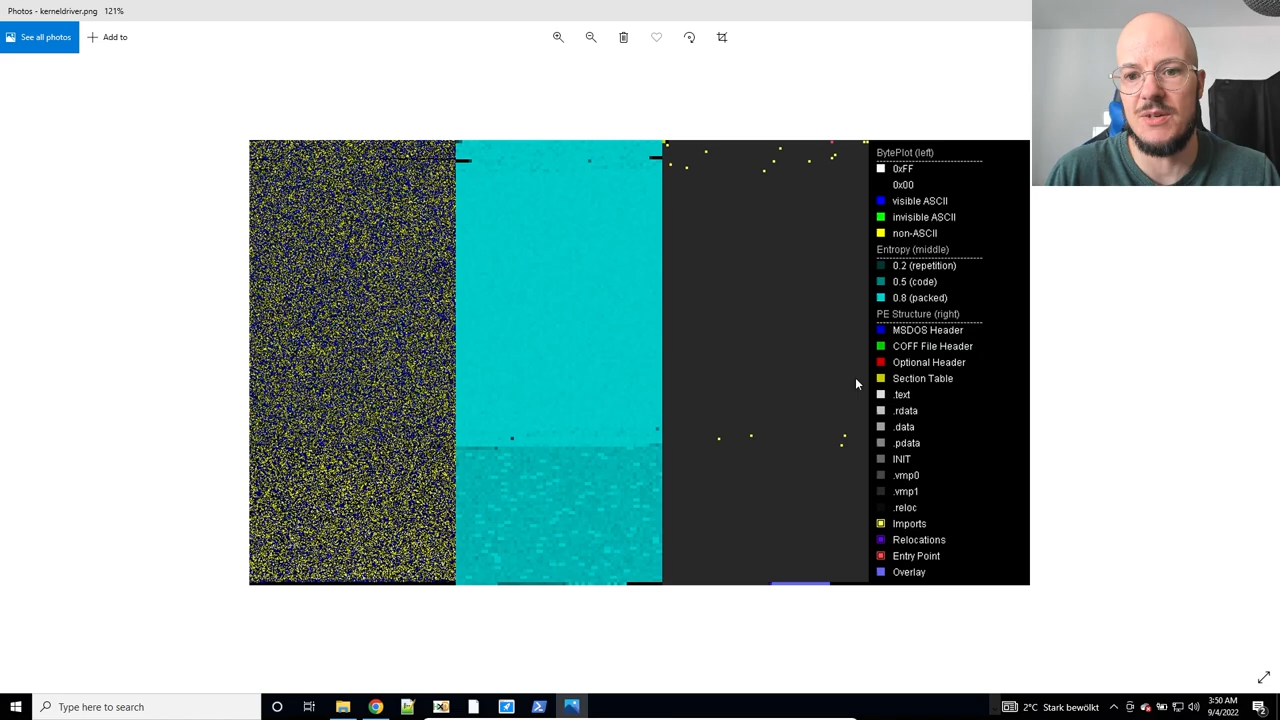 Photos - kerneldriver.png 121%
See all photos
Add to
BytePlot (left)
0xFF
0x00
visible ASCII
invisible ASCII
non-ASCII
Entropy (middle)
0.2 (repetition)
0.5 (code)
0.8 (packed)
PE Structure (right)
MSDOS Header
COFF File Header
Optional Header
Section Table
.text
.rdata
.data
.pdata
INIT
.vmp0
.vmp1
.reloc
Imports
Relocations
Entry Point
Overlay
Type here to search
2°C Stark bewölkt
3:50 AM
9/4/2022
2